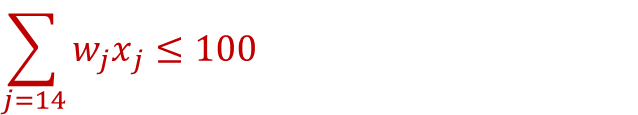 ∑_{j=14} w_j x_j ≤ 100